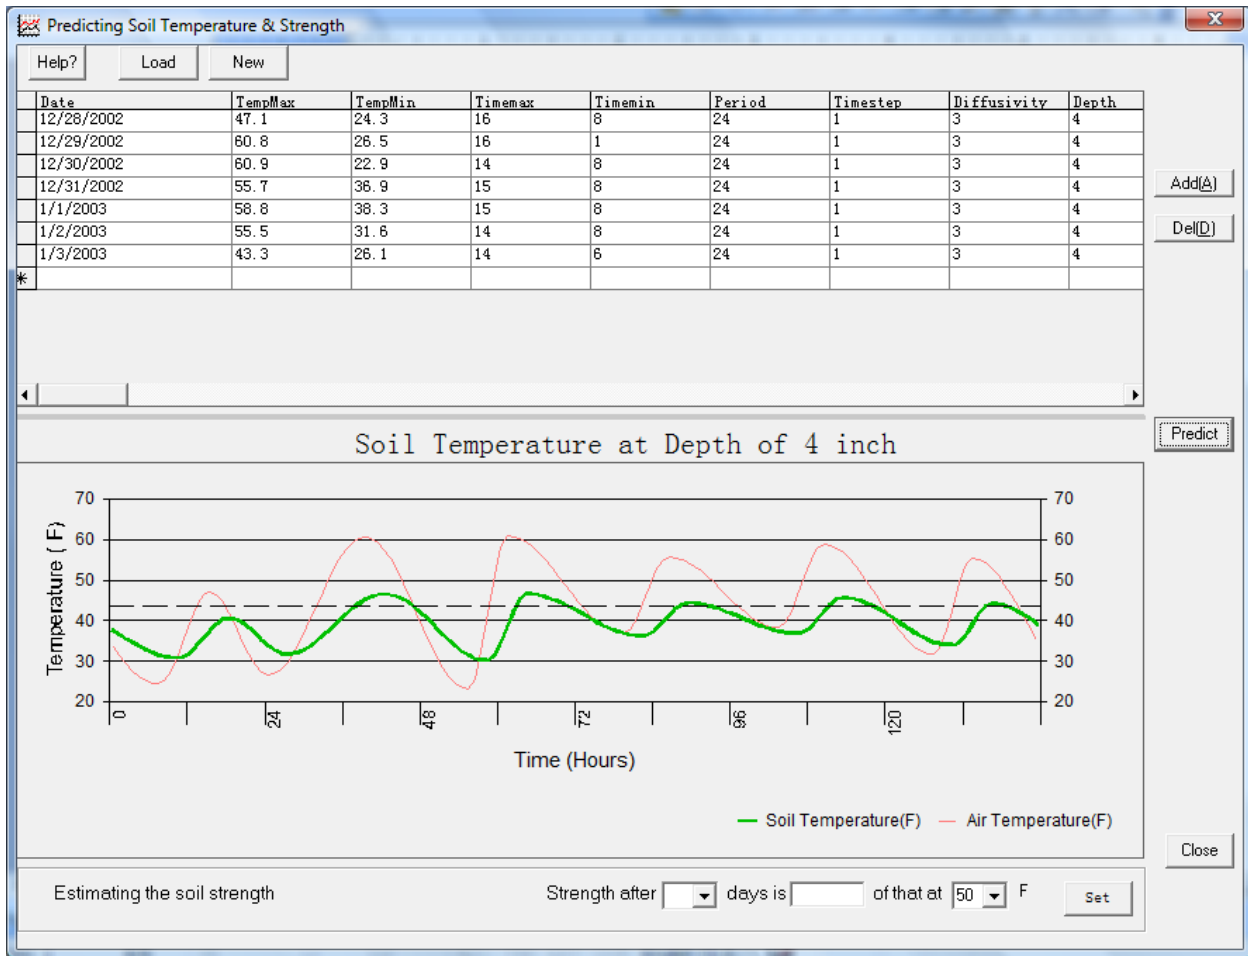 Predicting Soil Temperature & Strength
X
Help? Load New
Date TempMax TempMin Timemax Timemin Period Timestep Diffusivity Depth
12/28/2002 47.1 24.3 16 8 24 1 3 4
12/29/2002 60.8 26.5 16 1 24 1 3 4
12/30/2002 60.9 22.9 14 8 24 1 3 4
12/31/2002 55.7 36.9 15 8 24 1 3 4
1/1/2003 58.8 38.3 15 8 24 1 3 4
1/2/2003 55.5 31.6 14 8 24 1 3 4
1/3/2003 43.3 26.1 14 6 24 1 3 4
*
Add(A)
Del(D)
Predict
Soil Temperature at Depth of 4 inch
70 70
60 60
50 50
40 40
30 30
20 20
Temperature ( F)
0 24 48 72 96 120
Time (Hours)
Soil Temperature(F) Air Temperature(F)
Close
Estimating the soil strength Strength after days is of that at 50 F Set